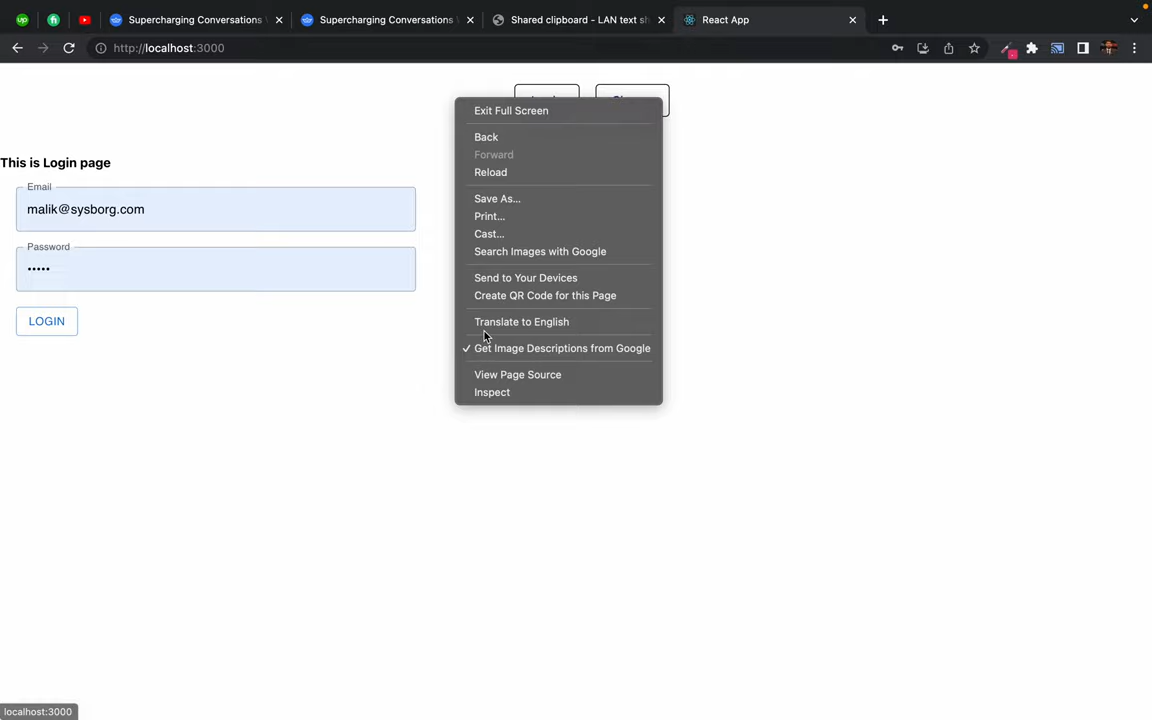 up
Supercharging Conversations
Supercharging Conversations
Shared clipboard - LAN text sh
React App
http://localhost:3000
This is Login page
Email
malik@sysborg.com
Password
•••••
LOGIN
Exit Full Screen
Back
Forward
Reload
Save As...
Print...
Cast...
Search Images with Google
Send to Your Devices
Create QR Code for this Page
Translate to English
✓ Get Image Descriptions from Google
View Page Source
Inspect
localhost:3000